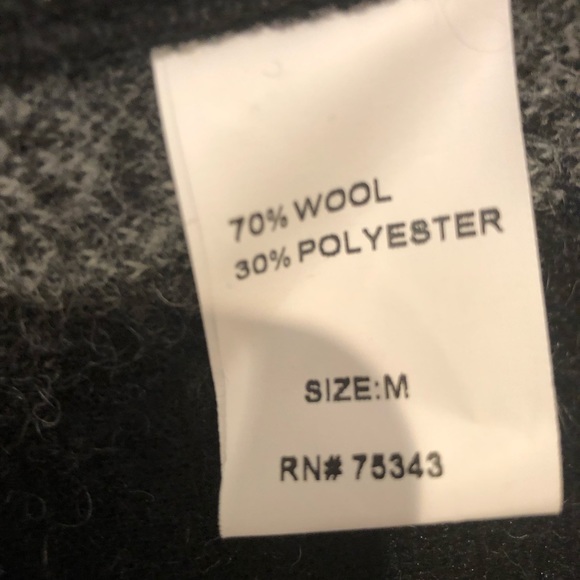 70% WOOL
30% POLYESTER
SIZE:M
RN# 75343